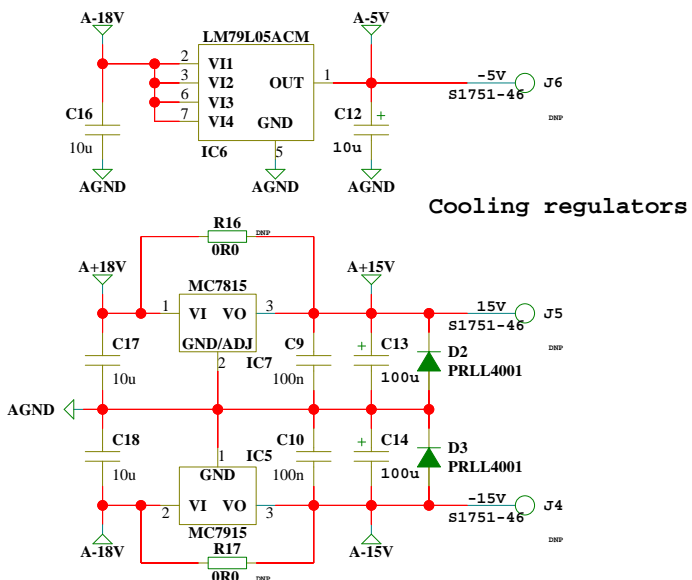 A-18V
LM79L05ACM
A-5V
2 VI1
3 VI2
6 VI3
7 VI4
OUT 1
GND
5
IC6
C16
10u
C12 +
10u
-5V
S1751-46
J6
DNP
AGND
AGND
AGND
Cooling regulators
R16
DNP
0R0
A+18V
MC7815
A+15V
1 VI VO 3
GND/ADJ
2
IC7
C17
10u
C9
100n
+ C13
100u
D2
PRLL4001
15V
S1751-46
J5
DNP
AGND
C18
10u
1
GND
IC5
2 VI VO 3
MC7915
C10
100n
+ C14
100u
D3
PRLL4001
-15V
S1751-46
J4
DNP
A-18V
R17
0R0
DNP
A-15V